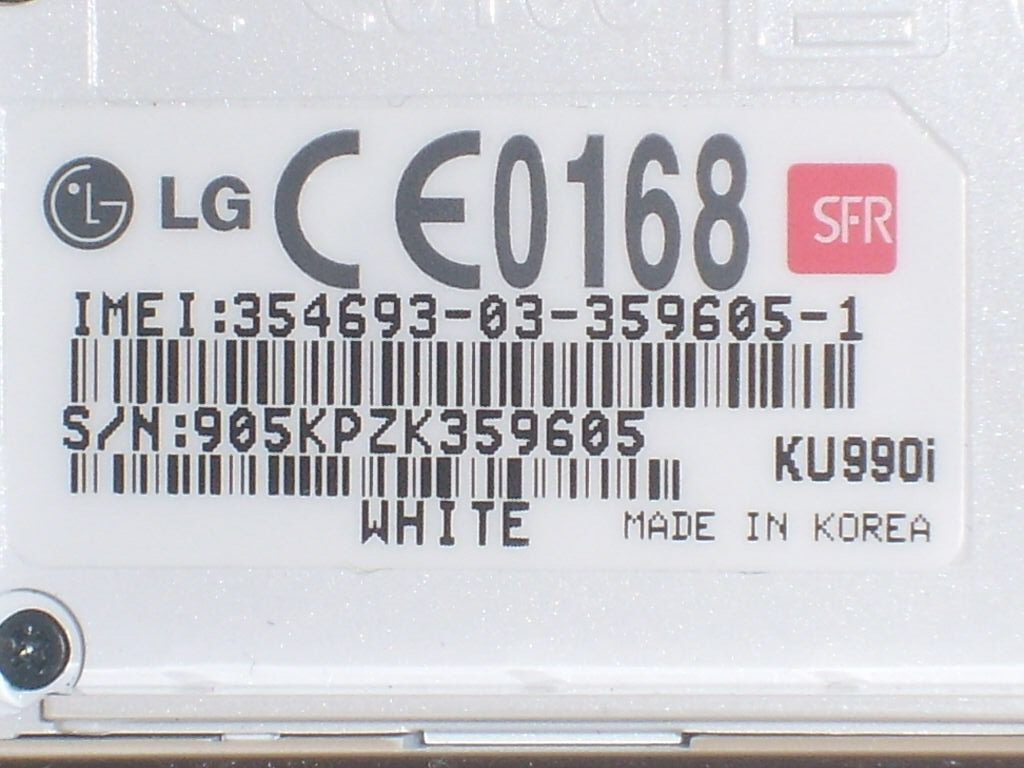 LG CE0168 SFR
IMEI:354693-03-359605-1
S/N:905KPZK359605
KU990i
WHITE MADE IN KOREA